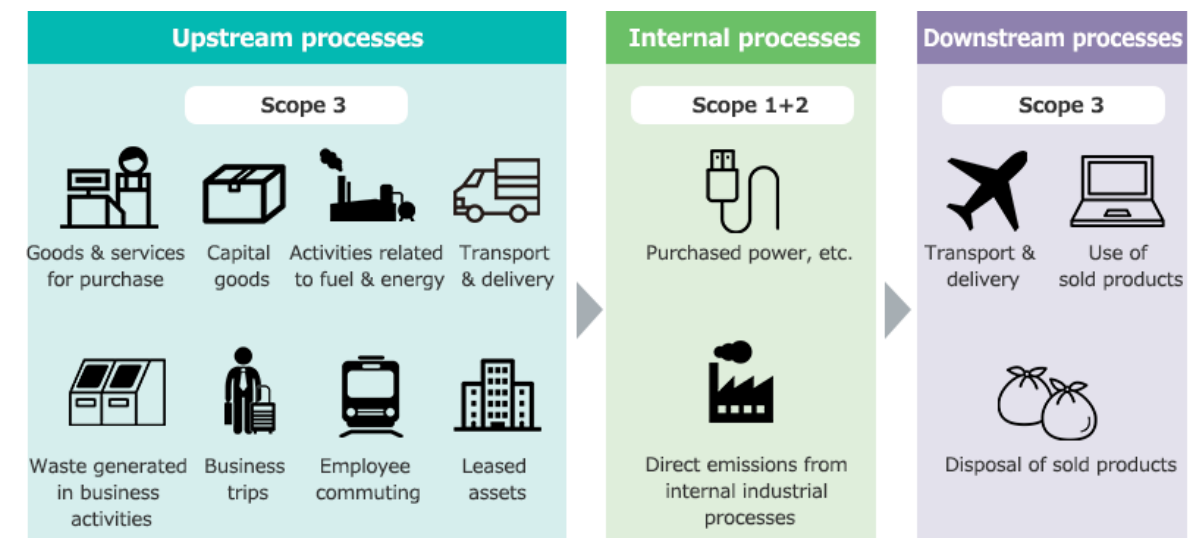 Upstream processes
Scope 3
Goods & services
for purchase
Capital
goods
Activities related
to fuel & energy
Transport
& delivery
Waste generated
in business
activities
Business
trips
Employee
commuting
Leased
assets
Internal processes
Scope 1+2
Purchased power, etc.
Direct emissions from
internal industrial
processes
Downstream processes
Scope 3
Transport &
delivery
Use of
sold products
Disposal of sold products